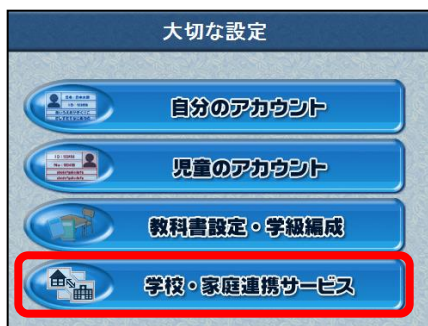 大切な設定
自分のアカウント
児童のアカウント
教科書設定・学級編成
学校・家庭連携サービス